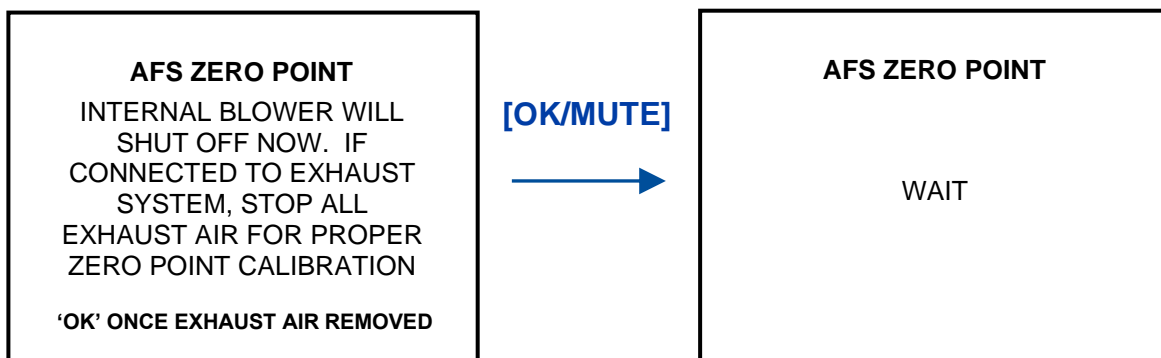 AFS ZERO POINT
INTERNAL BLOWER WILL
SHUT OFF NOW.  IF
CONNECTED TO EXHAUST
SYSTEM, STOP ALL
EXHAUST AIR FOR PROPER
ZERO POINT CALIBRATION
‘OK’ ONCE EXHAUST AIR REMOVED
[OK/MUTE]
AFS ZERO POINT
WAIT